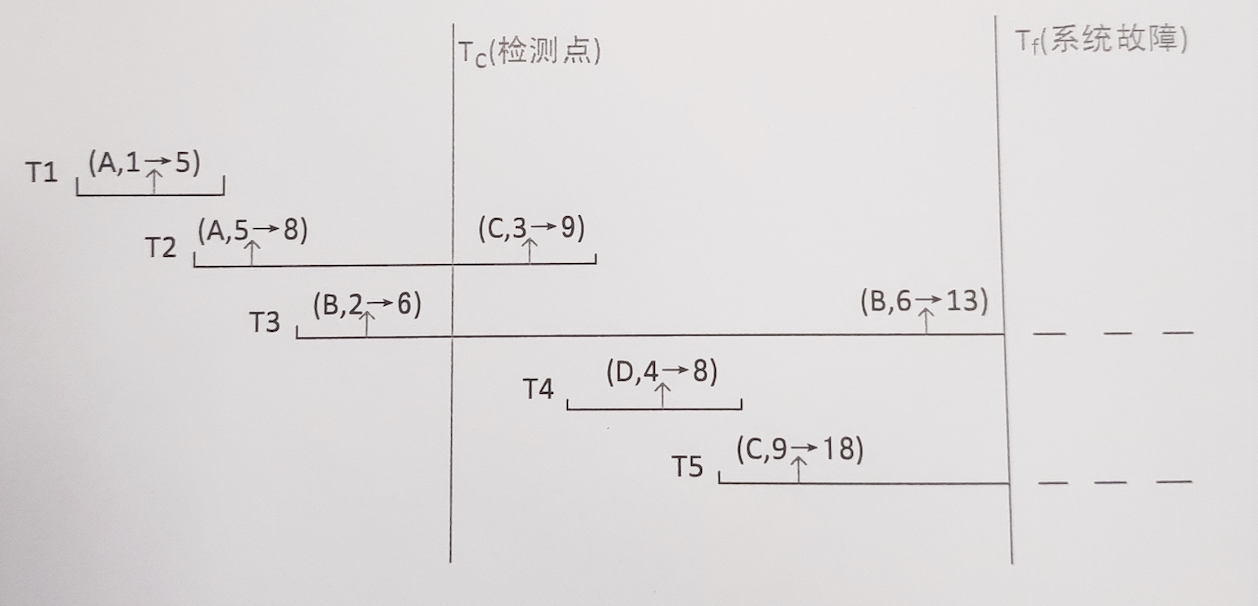 Tc(检测点)
Tf(系统故障)
T1 (A,1→5)
T2 (A,5→8) (C,3→9)
T3 (B,2→6) (B,6→13)
T4 (D,4→8)
T5 (C,9→18)